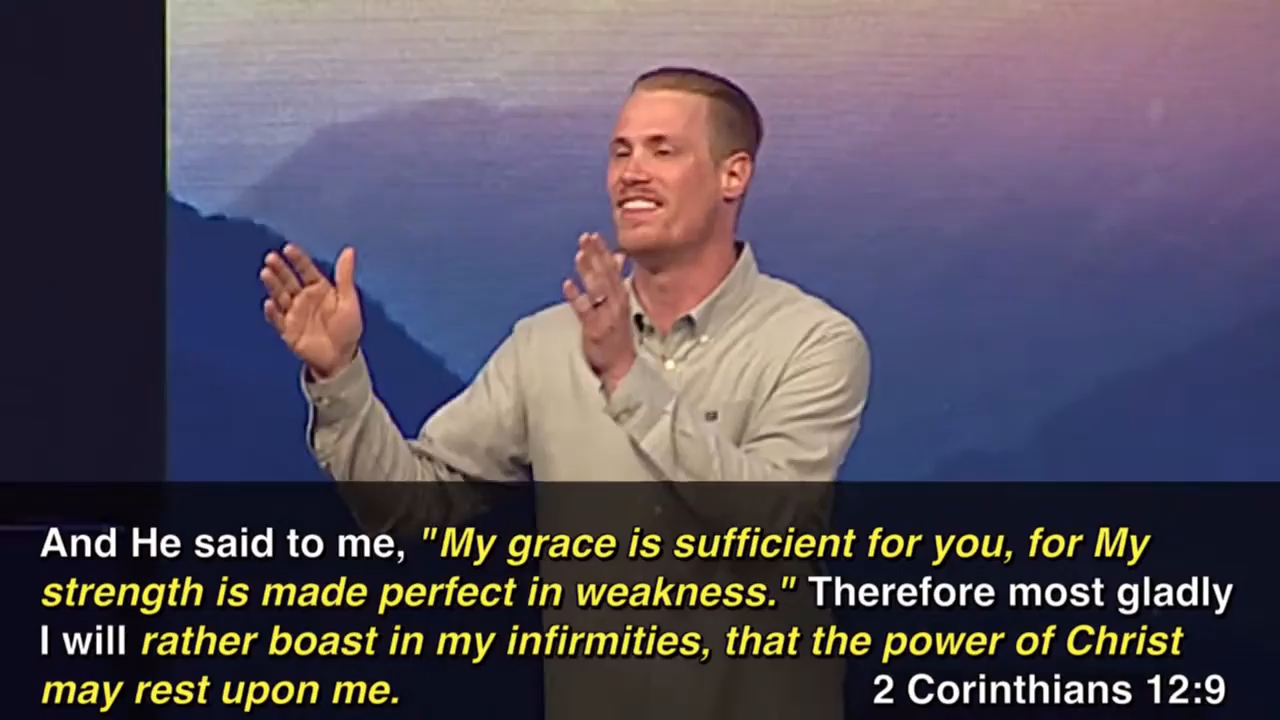 And He said to me, "My grace is sufficient for you, for My
strength is made perfect in weakness." Therefore most gladly
I will rather boast in my infirmities, that the power of Christ
may rest upon me. 2 Corinthians 12:9